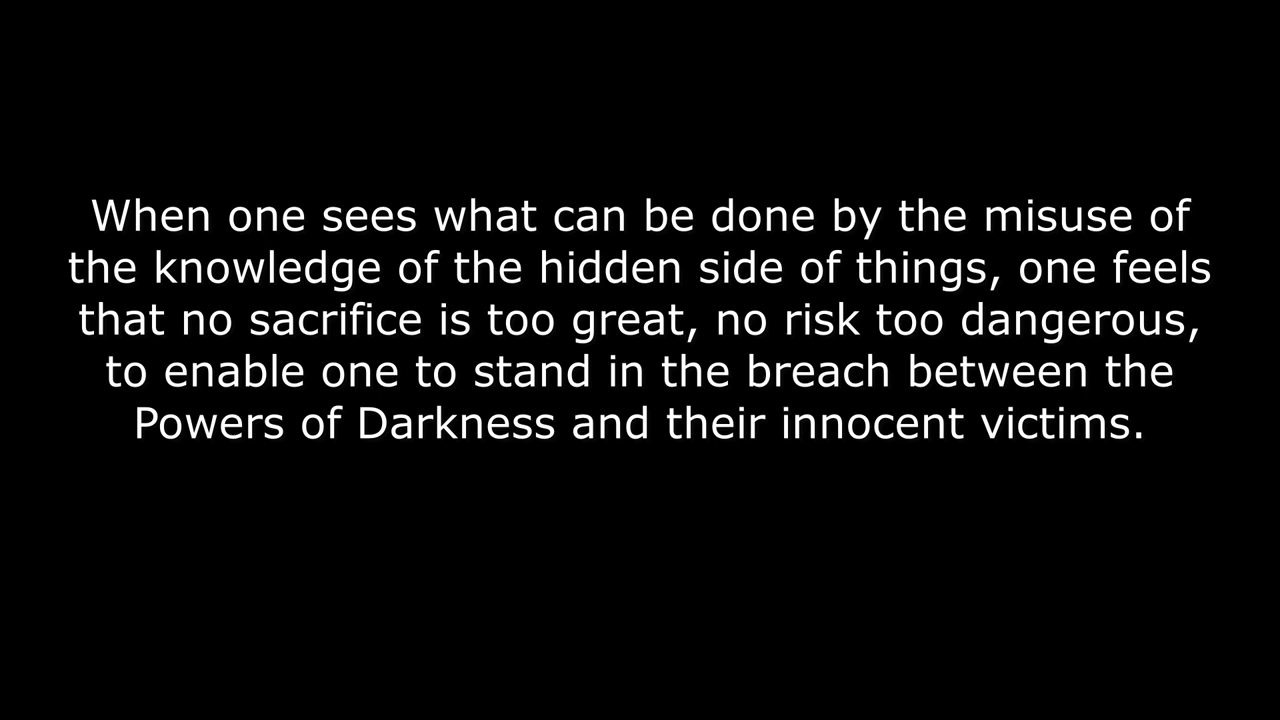 When one sees what can be done by the misuse of
the knowledge of the hidden side of things, one feels
that no sacrifice is too great, no risk too dangerous,
to enable one to stand in the breach between the
Powers of Darkness and their innocent victims.